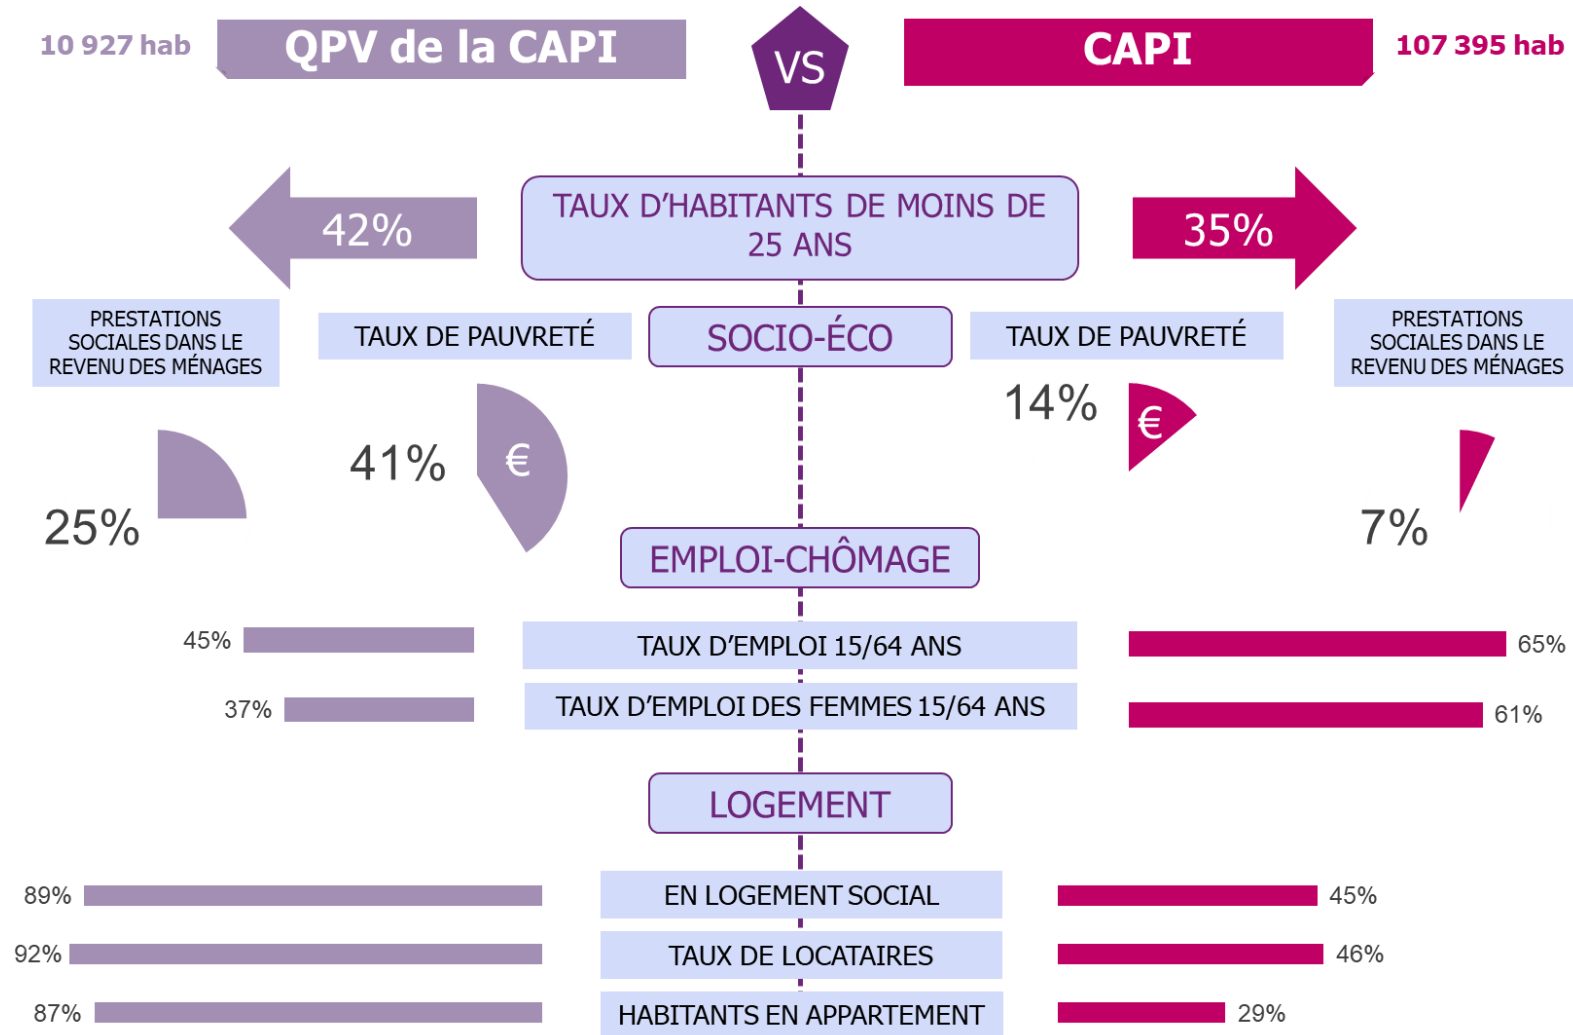 10 927 hab
QPV de la CAPI
VS
CAPI
107 395 hab
42%
TAUX D'HABITANTS DE MOINS DE
25 ANS
35%
PRESTATIONS
SOCIALES DANS LE
REVENU DES MÉNAGES
TAUX DE PAUVRETÉ
SOCIO-ÉCO
TAUX DE PAUVRETÉ
PRESTATIONS
SOCIALES DANS LE
REVENU DES MÉNAGES
25%
41%
€
14%
€
7%
EMPLOI-CHÔMAGE
45%
TAUX D'EMPLOI 15/64 ANS
65%
37%
TAUX D'EMPLOI DES FEMMES 15/64 ANS
61%
LOGEMENT
89%
EN LOGEMENT SOCIAL
45%
92%
TAUX DE LOCATAIRES
46%
87%
HABITANTS EN APPARTEMENT
29%